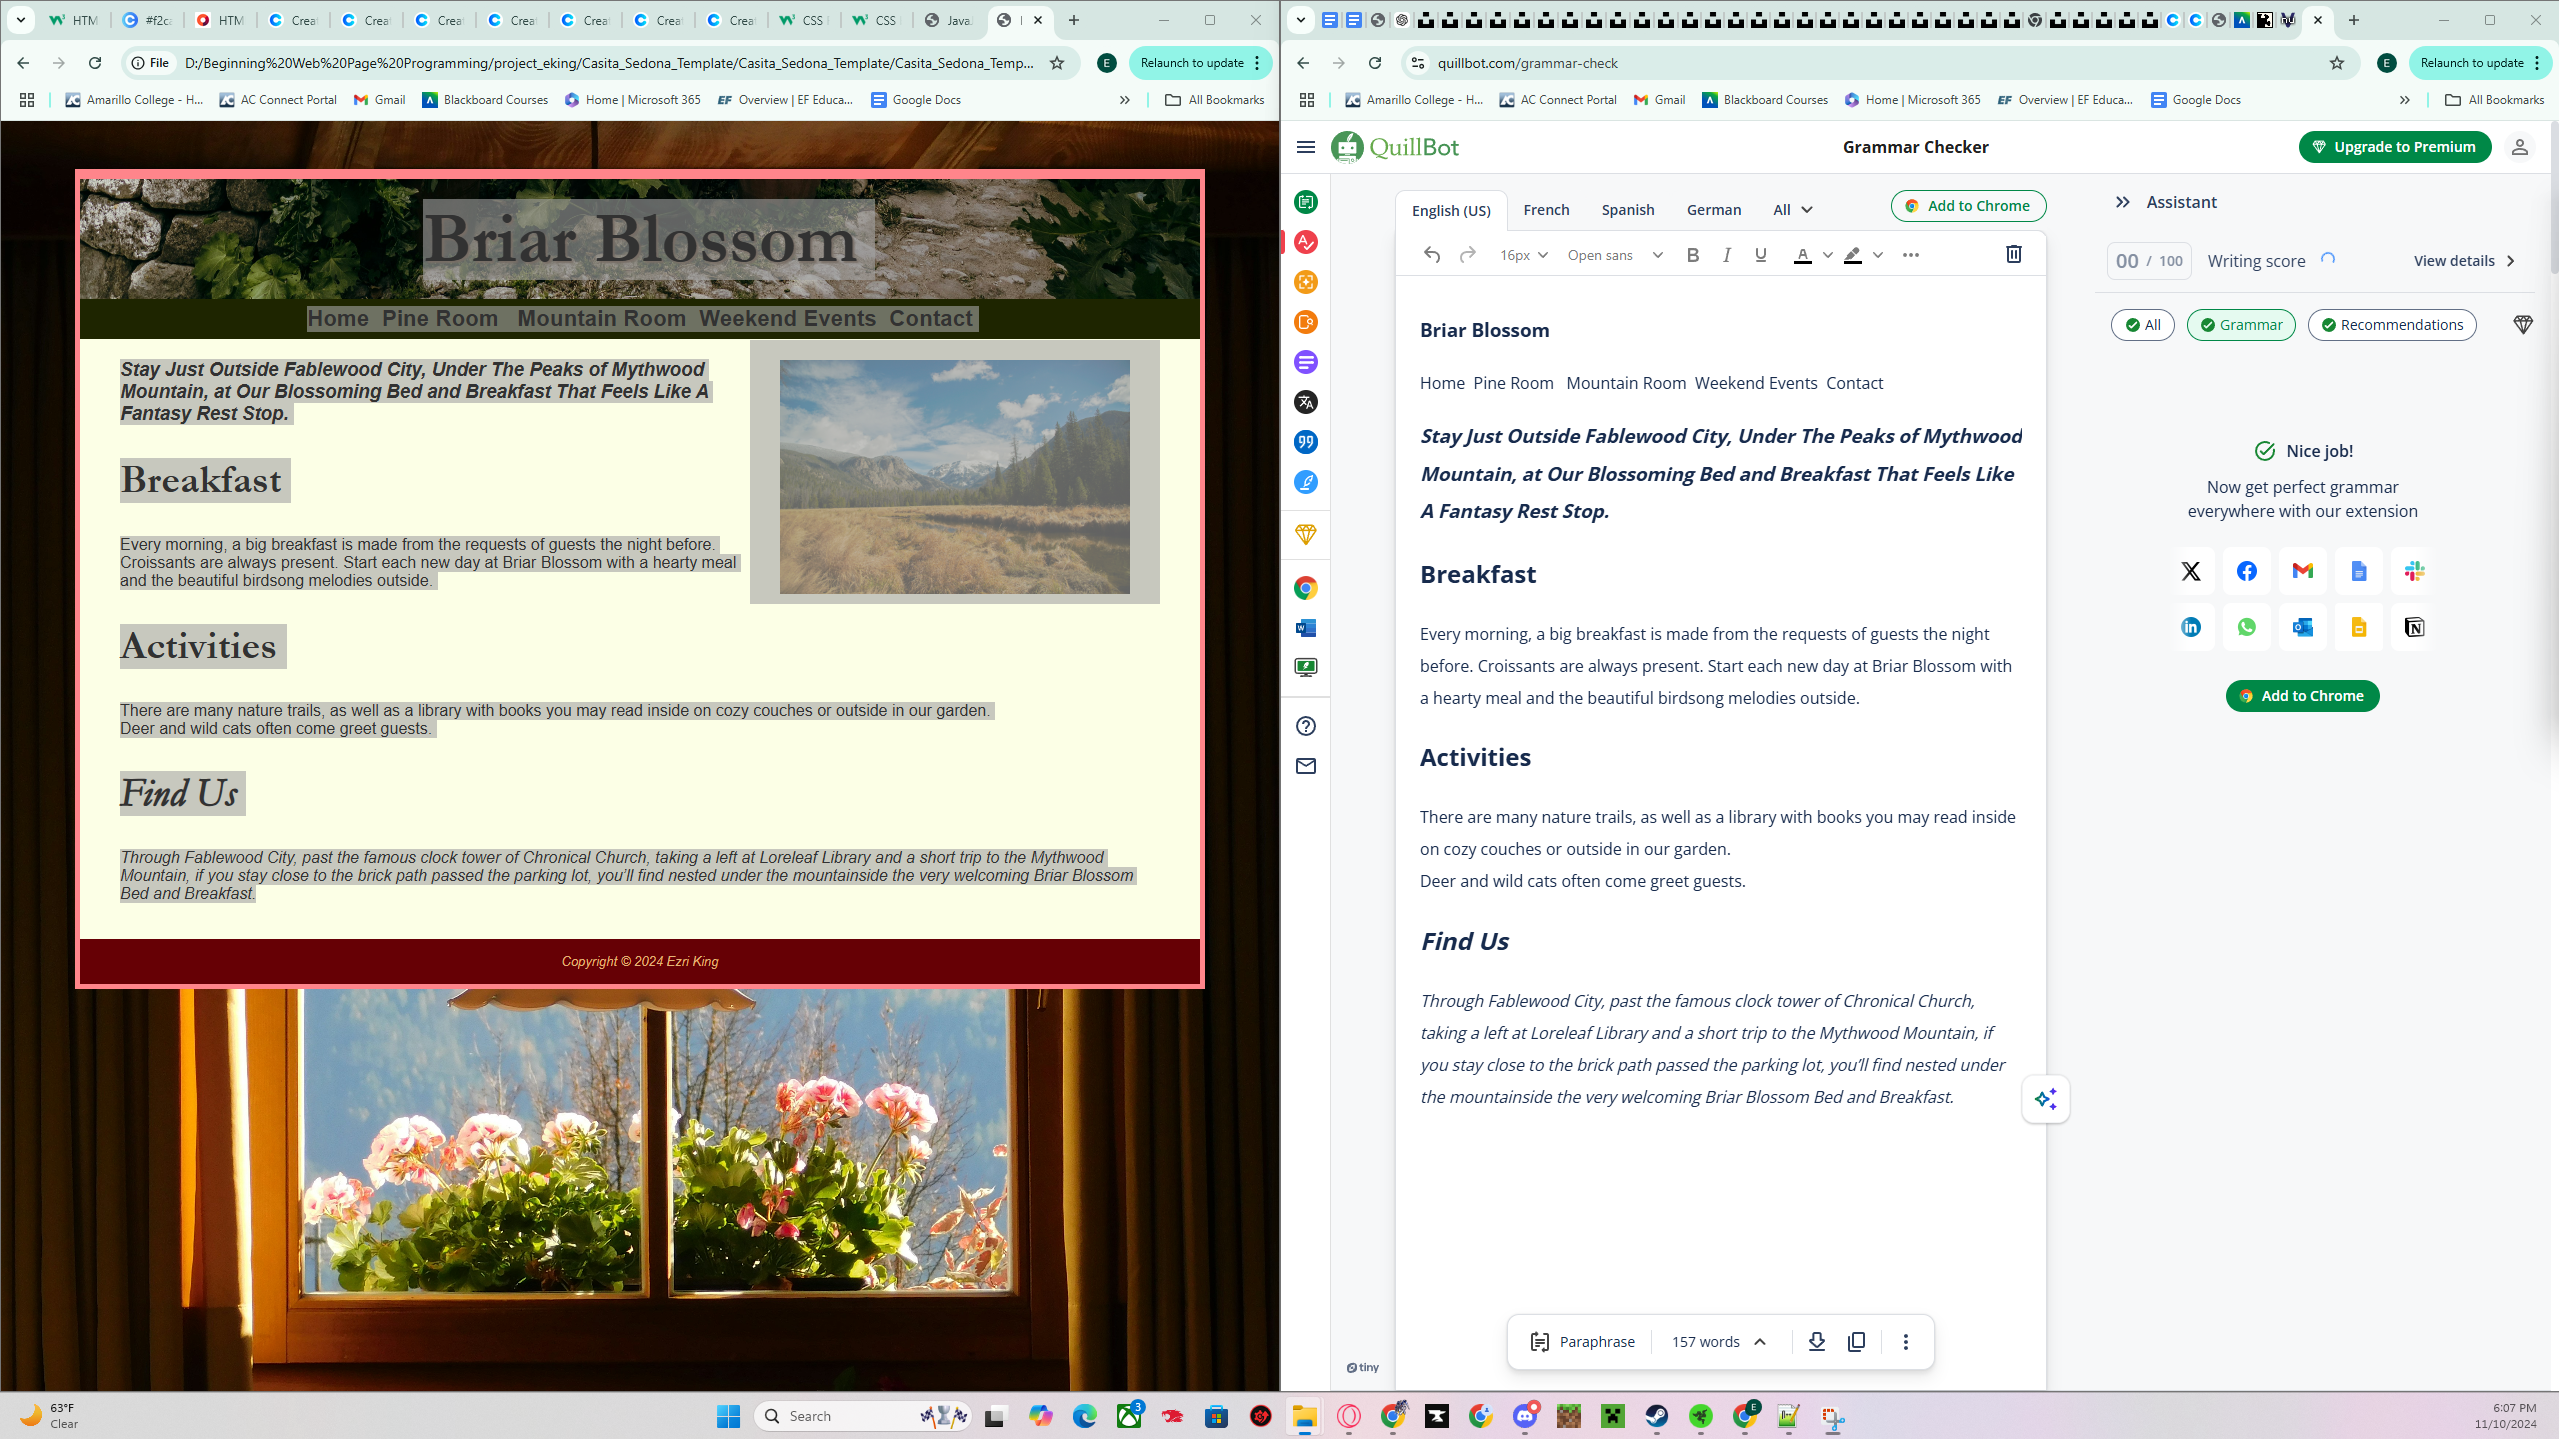 HTM
#f2ca
HTM
Creat
Creat
Creat
Creat
Creat
Creat
Creat
CSS
CSS
Java
File
D:/Beginning%20Web%20Page%20Programming/project_eking/Casita_Sedona_Template/Casita_Sedona_Template/Casita_Sedona_Temp...
E
Relaunch to update
Amarillo College - H...
AC Connect Portal
Gmail
Blackboard Courses
Home | Microsoft 365
EF Overview | EF Educa...
Google Docs
All Bookmarks
Briar Blossom
Home Pine Room Mountain Room Weekend Events Contact
Stay Just Outside Fablewood City, Under The Peaks of Mythwood
Mountain, at Our Blossoming Bed and Breakfast That Feels Like A
Fantasy Rest Stop.
Breakfast
Every morning, a big breakfast is made from the requests of guests the night before.
Croissants are always present. Start each new day at Briar Blossom with a hearty meal
and the beautiful birdsong melodies outside.
Activities
There are many nature trails, as well as a library with books you may read inside on cozy couches or outside in our garden.
Deer and wild cats often come greet guests.
Find Us
Through Fablewood City, past the famous clock tower of Chronical Church, taking a left at Loreleaf Library and a short trip to the Mythwood
Mountain, if you stay close to the brick path passed the parking lot, you'll find nested under the mountainside the very welcoming Briar Blossom
Bed and Breakfast.
Copyright © 2024 Ezri King
quillbot.com/grammar-check
E
Relaunch to update
Amarillo College - H...
AC Connect Portal
Gmail
Blackboard Courses
Home | Microsoft 365
EF Overview | EF Educa...
Google Docs
All Bookmarks
QuillBot
Grammar Checker
Upgrade to Premium
English (US)
French
Spanish
German
All
Add to Chrome
16px
Open sans
B I U A
Briar Blossom
Home Pine Room Mountain Room Weekend Events Contact
Stay Just Outside Fablewood City, Under The Peaks of Mythwood
Mountain, at Our Blossoming Bed and Breakfast That Feels Like
A Fantasy Rest Stop.
Breakfast
Every morning, a big breakfast is made from the requests of guests the night
before. Croissants are always present. Start each new day at Briar Blossom with
a hearty meal and the beautiful birdsong melodies outside.
Activities
There are many nature trails, as well as a library with books you may read inside
on cozy couches or outside in our garden.
Deer and wild cats often come greet guests.
Find Us
Through Fablewood City, past the famous clock tower of Chronical Church,
taking a left at Loreleaf Library and a short trip to the Mythwood Mountain, if
you stay close to the brick path passed the parking lot, you'll find nested under
the mountainside the very welcoming Briar Blossom Bed and Breakfast.
Paraphrase
157 words
tiny
Assistant
00 / 100
Writing score
View details
All
Grammar
Recommendations
Nice job!
Now get perfect grammar
everywhere with our extension
Add to Chrome
63°F
Clear
Search
3
E
6:07 PM
11/10/2024